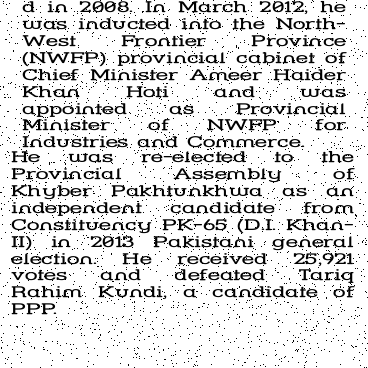 d in 2008. In March 2012, he
was inducted into the North-
West Frontier Province
(NWFP) provincial cabinet of
Chief Minister Ameer Haider
Khan Hoti and was
appointed as Provincial
Minister of NWFP for
Industries and Commerce.
He was re-elected to the
Provincial Assembly of
Khyber Pakhtunkhwa as an
independent candidate from
Constituency PK-65 (D.I. Khan-
II) in 2013 Pakistani general
election. He received 25,921
votes and defeated Tariq
Rahim Kundi, a candidate of
PPP.